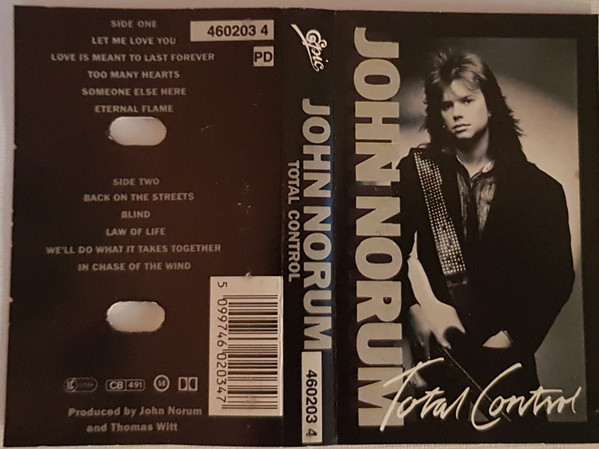 SIDE ONE
LET ME LOVE YOU
LOVE IS MEANT TO LAST FOREVER
TOO MANY HEARTS
SOMEONE ELSE HERE
ETERNAL FLAME
460203 4
PD
SIDE TWO
BACK ON THE STREETS
BLIND
LAW OF LIFE
WE'LL DO WHAT IT TAKES TOGETHER
IN CHASE OF THE WIND
5 099746 020347
CB 491
Produced by John Norum
and Thomas Witt
Epic
JOHN NORUM
TOTAL CONTROL
460203 4
JOHN NORUM
Total Control